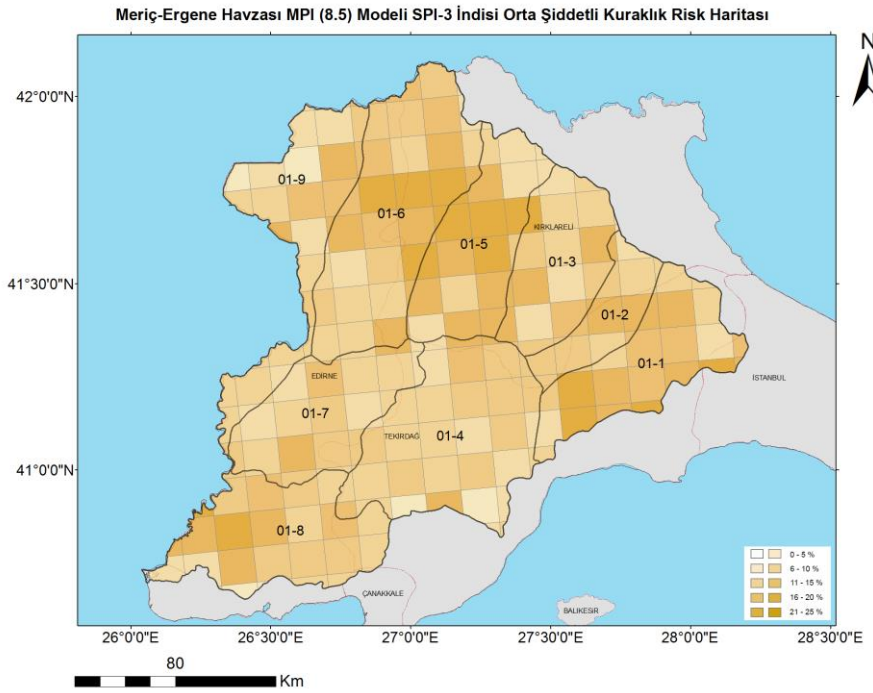 Meriç-Ergene Havzası MPI (8.5) Modeli SPI-3 İndisi Orta Şiddetli Kuraklık Risk Haritası
N
42°0'0"N
01-9
01-6
01-5
KIRKLARELİ
01-3
41°30'0"N
01-2
01-1
EDİRNE
İSTANBUL
01-7
TEKİRDAĞ
01-4
41°0'0"N
01-8
0 - 5 %
6 - 10 %
11 - 15 %
16 - 20 %
21 - 25 %
ÇANAKKALE
BALIKESİR
26°0'0"E 26°30'0"E 27°0'0"E 27°30'0"E 28°0'0"E 28°30'0"E
80
Km